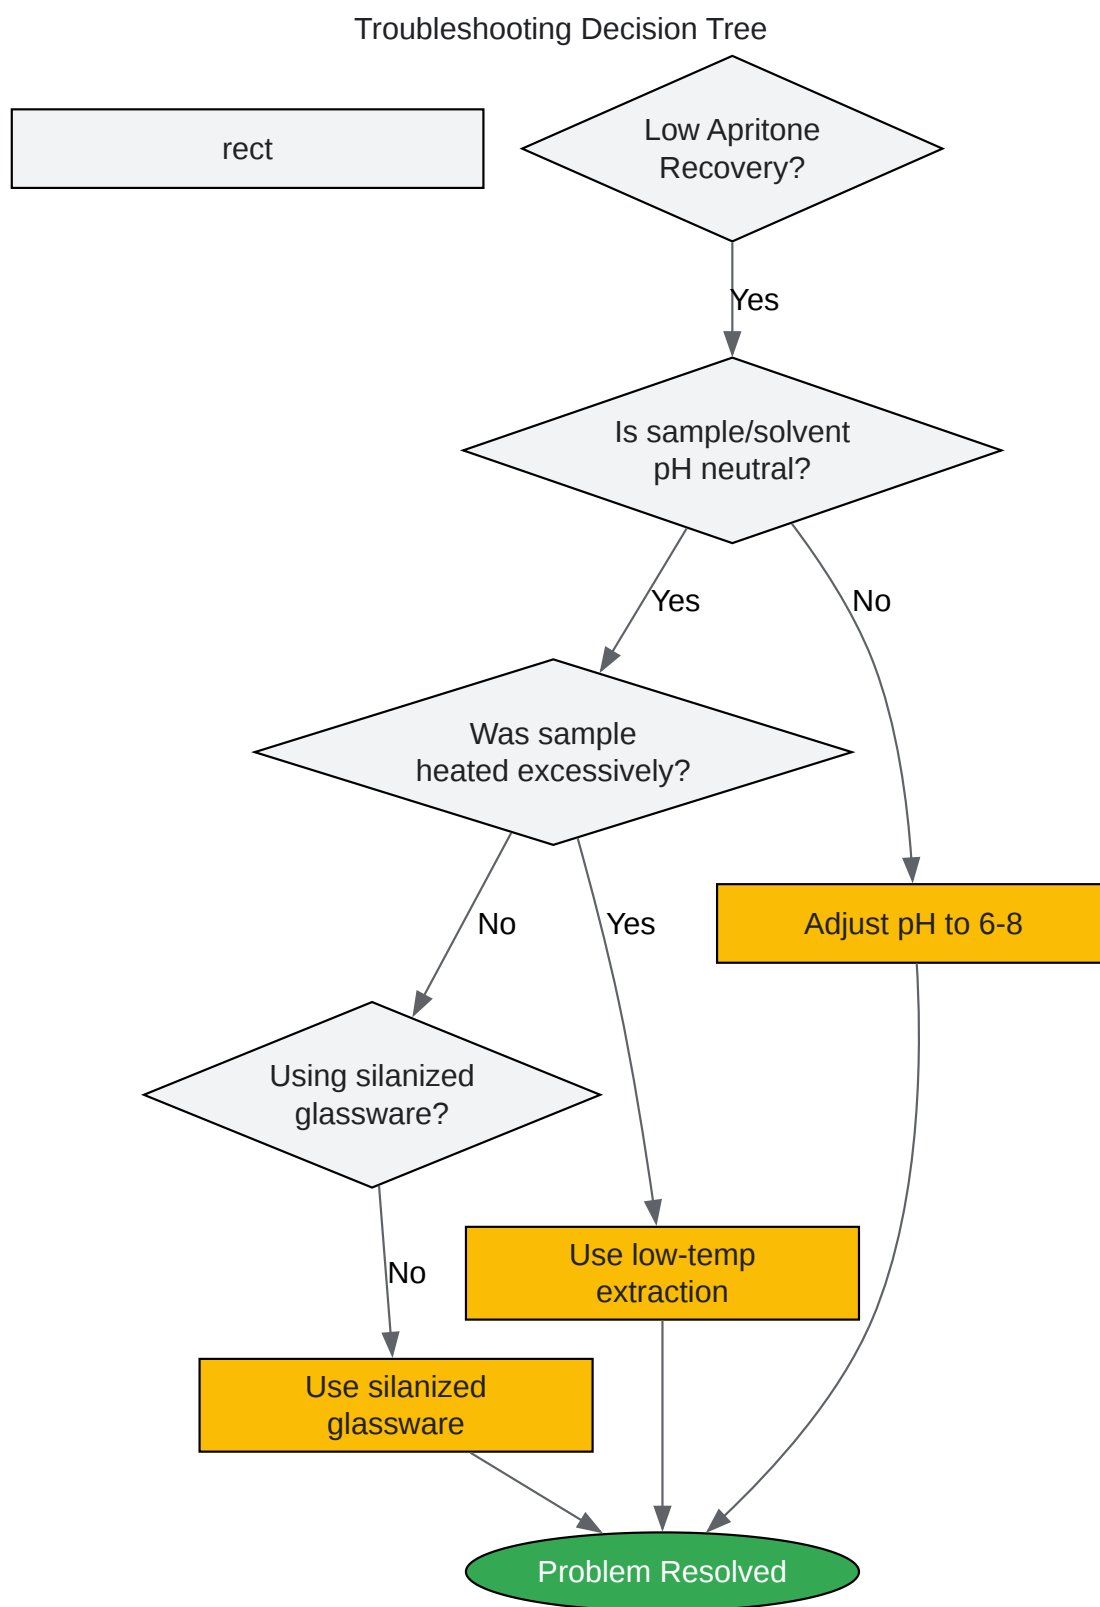 Troubleshooting Decision Tree
rect
Low Apritone
Recovery?
Yes
Is sample/solvent
pH neutral?
Yes
No
Was sample
heated excessively?
No
Yes
Adjust pH to 6-8
Using silanized
glassware?
No
Use low-temp
extraction
Use silanized
glassware
Problem Resolved